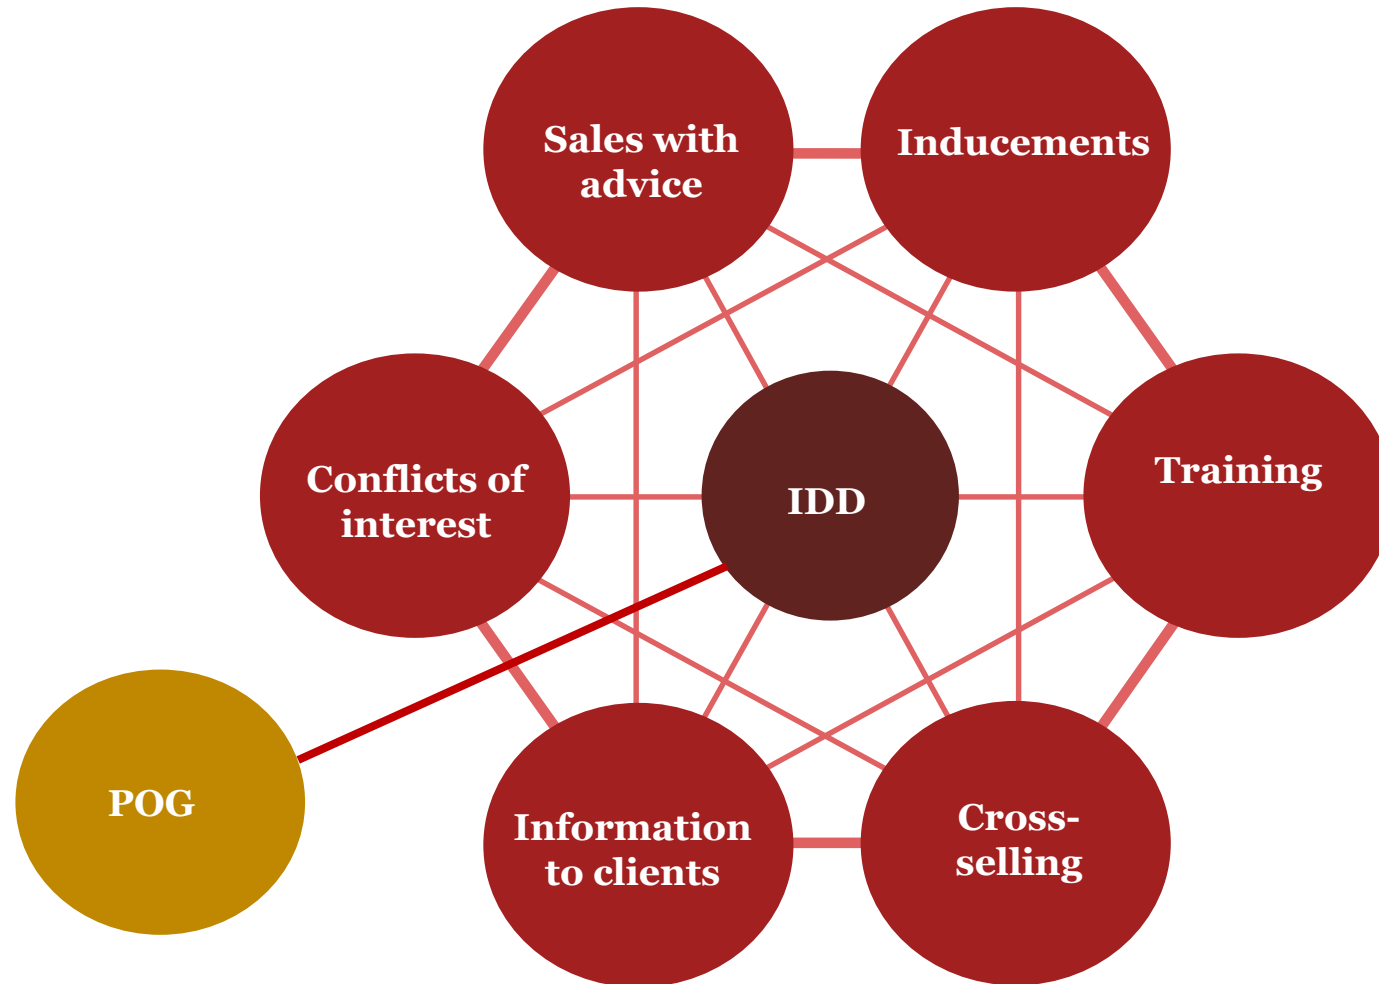 Sales with
advice
Inducements
Conflicts of
interest
IDD
Training
POG
Information
to clients
Cross-
selling